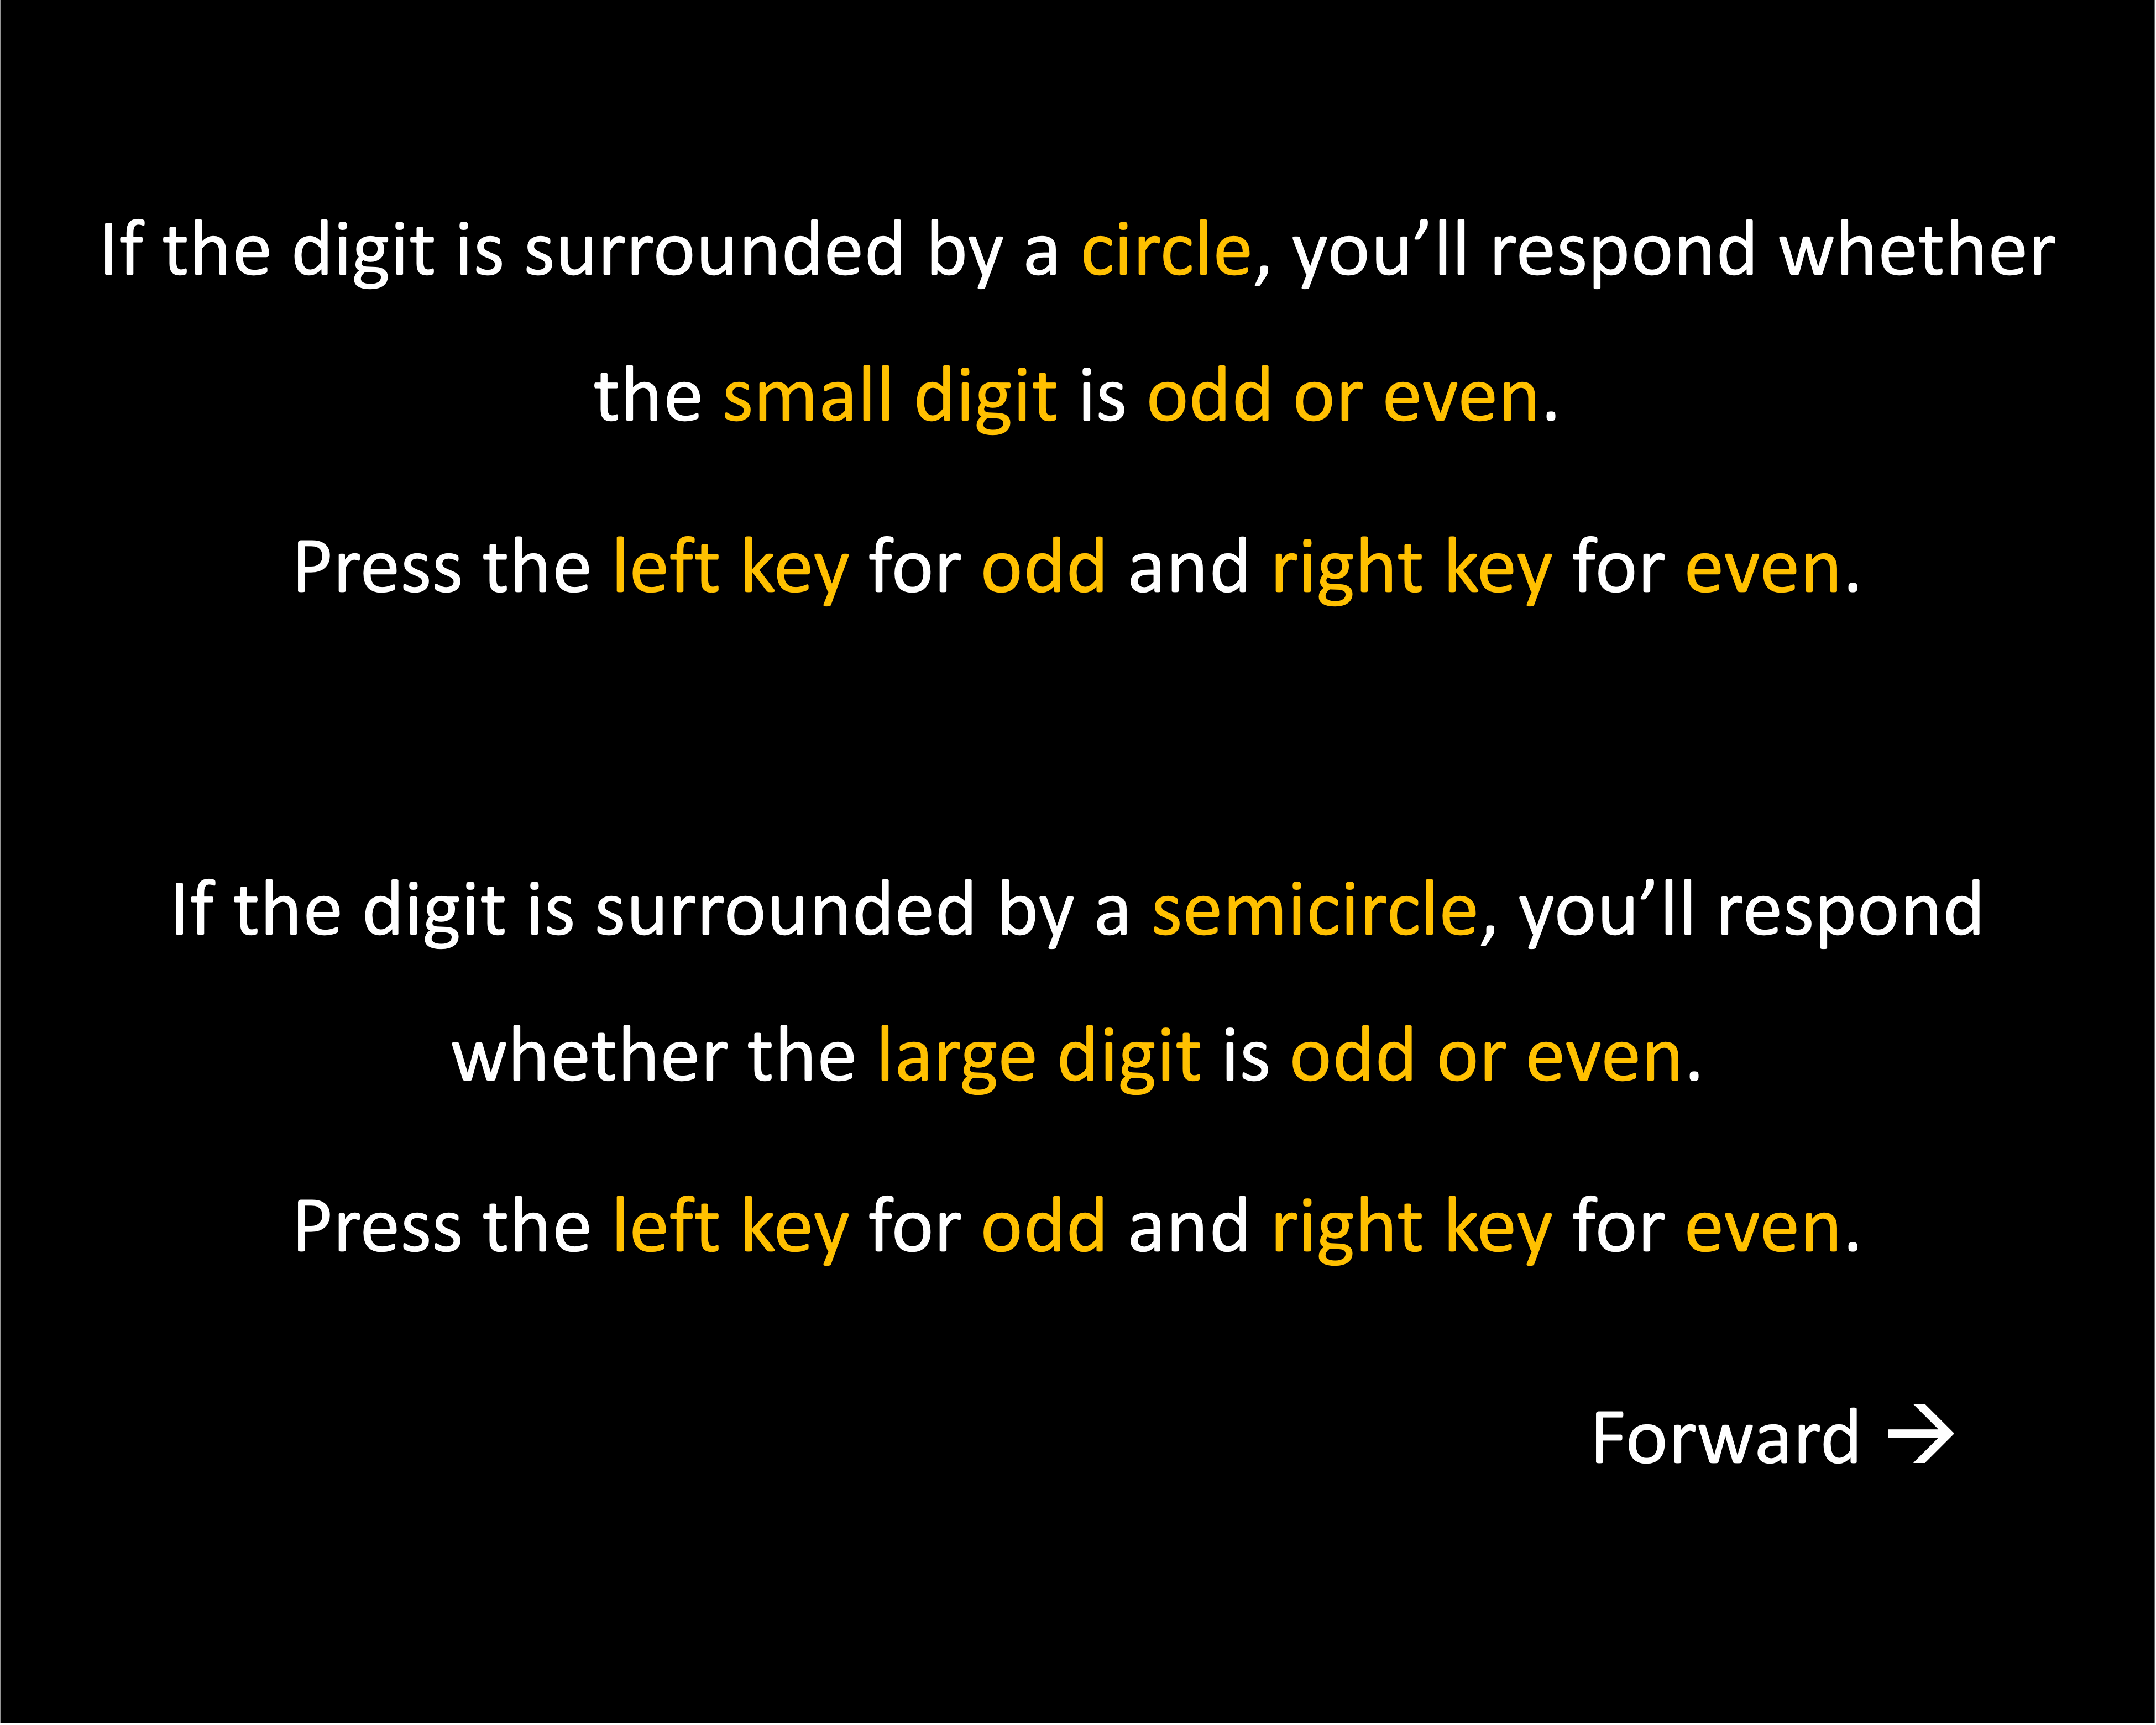 If the digit is surrounded by a circle, you’ll respond whether
the small digit is odd or even.
Press the left key for odd and right key for even.
If the digit is surrounded by a semicircle, you’ll respond
whether the large digit is odd or even.
Press the left key for odd and right key for even.
Forward →